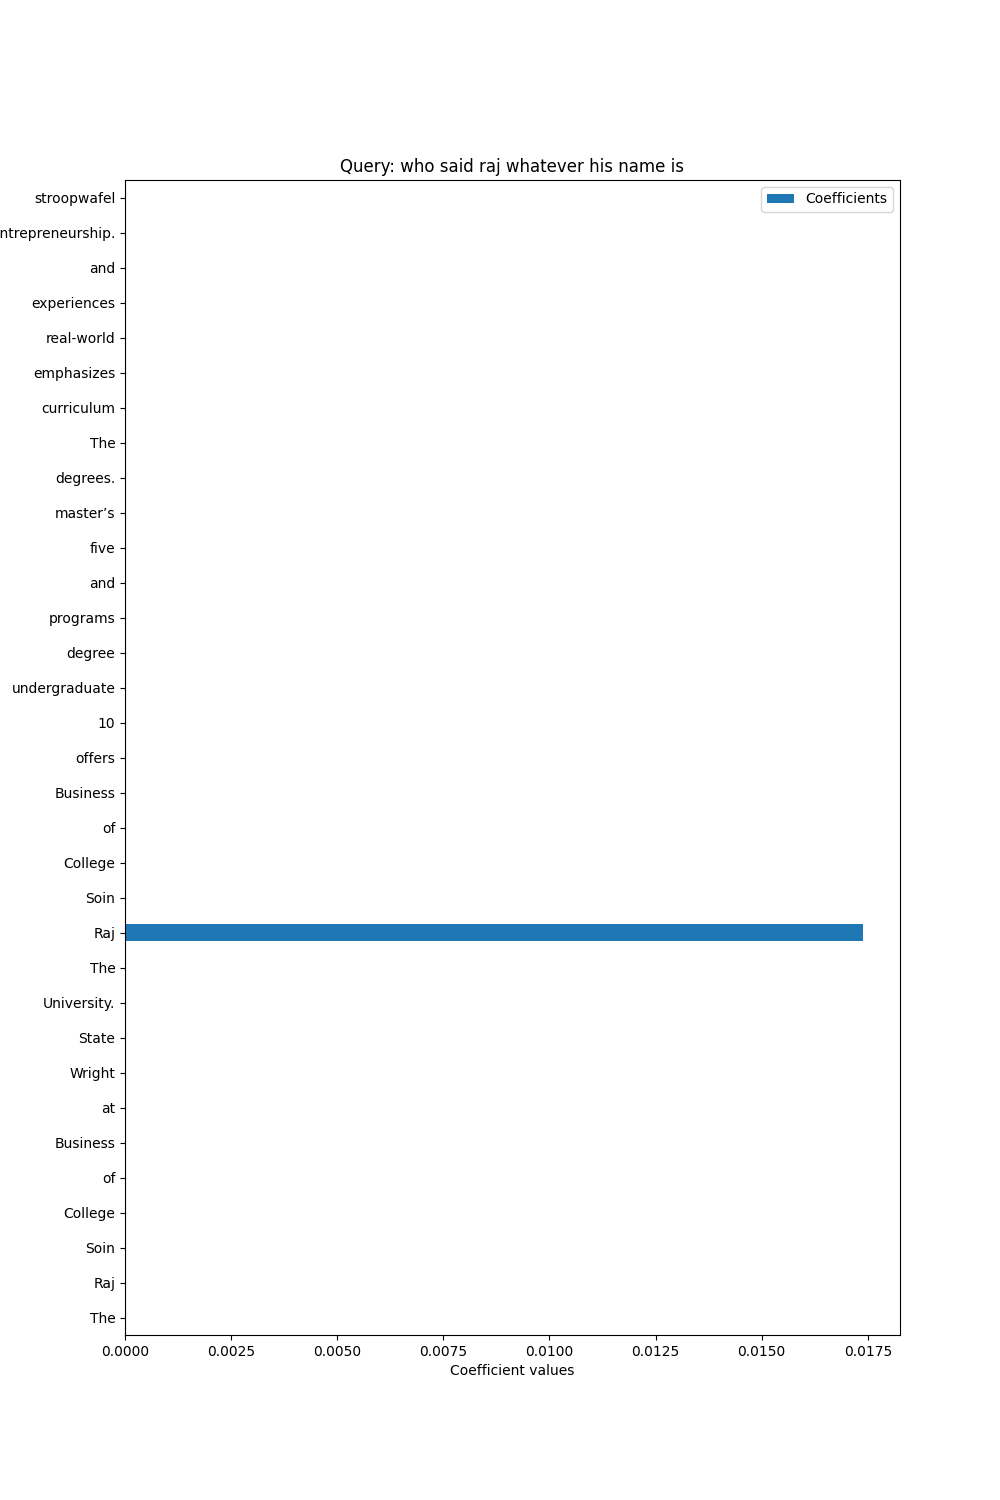 Query: who said raj whatever his name is
Coefficients
stroopwafel
ntrepreneurship.
and
experiences
real-world
emphasizes
curriculum
The
degrees.
master’s
five
and
programs
degree
undergraduate
10
offers
Business
of
College
Soin
Raj
The
University.
State
Wright
at
Business
of
College
Soin
Raj
The
0.0000 0.0025 0.0050 0.0075 0.0100 0.0125 0.0150 0.0175
Coefficient values